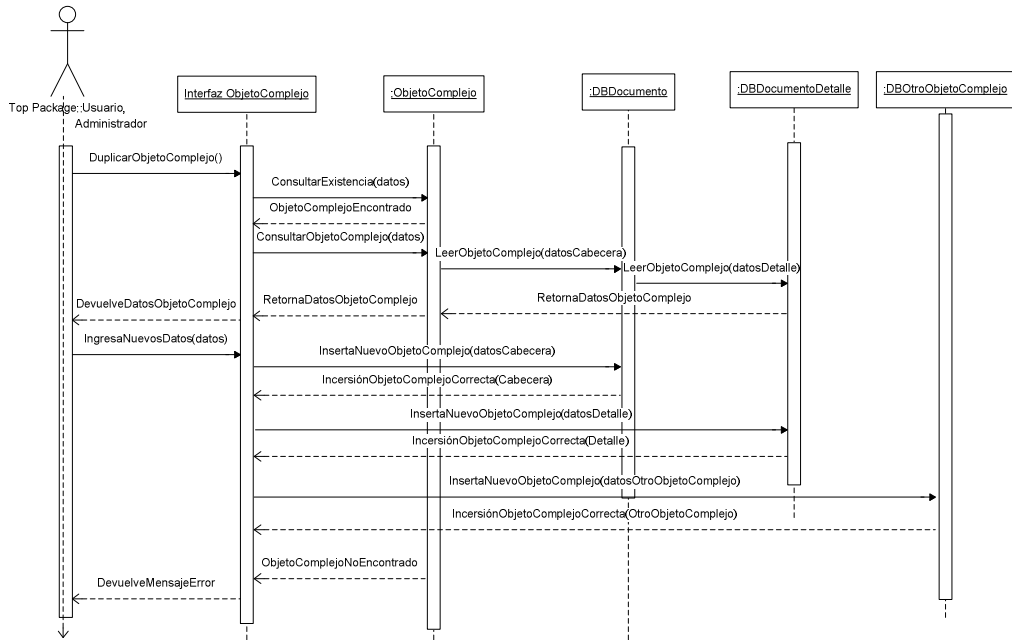 Interfaz ObjetoComplejo
:ObjetoComplejo
:DBDocumento
:DBDocumentoDetalle
:DBOtroObjetoComplejo
Top Package::Usuario,
Administrador
DuplicarObjetoComplejo()
ConsultarExistencia(datos)
ObjetoComplejoEncontrado
ConsultarObjetoComplejo(datos)
LeerObjetoComplejo(datosCabecera)
LeerObjetoComplejo(datosDetalle)
RetornaDatosObjetoComplejo
RetornaDatosObjetoComplejo
DevuelveDatosObjetoComplejo
IngresaNuevosDatos(datos)
InsertaNuevoObjetoComplejo(datosCabecera)
IncersiónObjetoComplejoCorrecta(Cabecera)
InsertaNuevoObjetoComplejo(datosDetalle)
IncersiónObjetoComplejoCorrecta(Detalle)
InsertaNuevoObjetoComplejo(datosOtroObjetoComplejo)
IncersiónObjetoComplejoCorrecta(OtroObjetoComplejo)
ObjetoComplejoNoEncontrado
DevuelveMensajeError